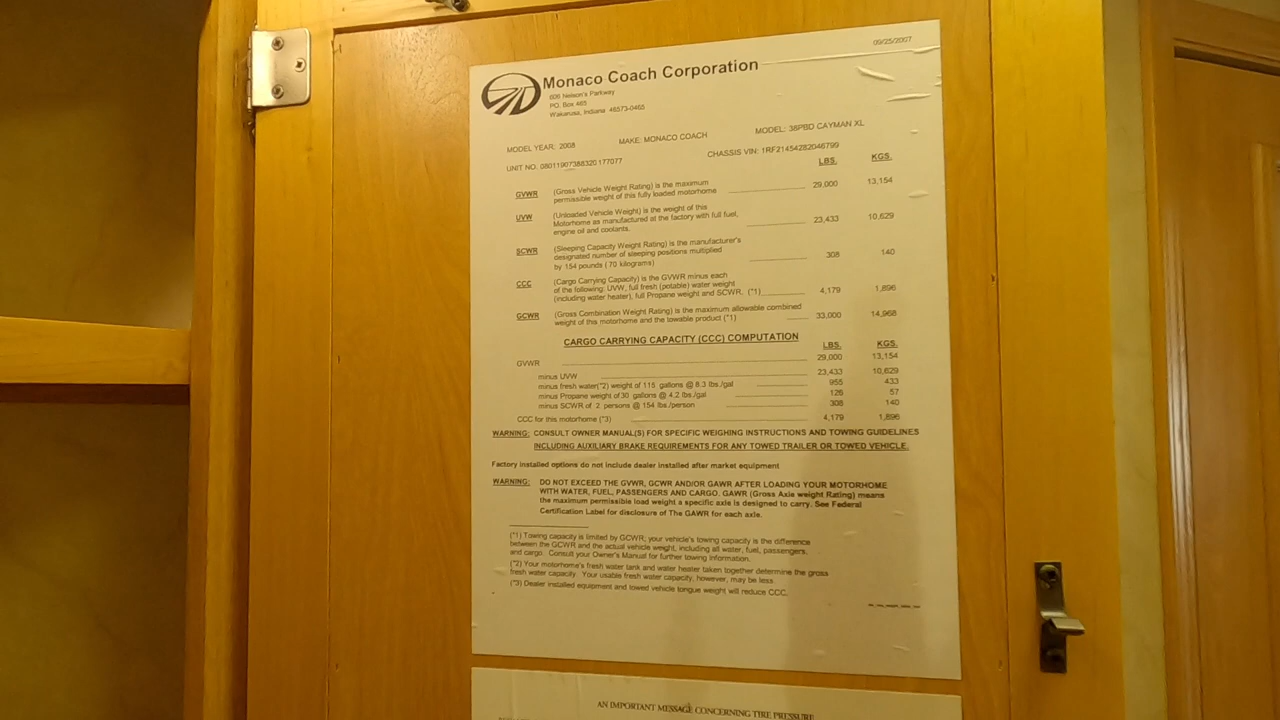 09/25/2007
Monaco Coach Corporation
606 Nelson's Parkway
PO. Box 465
Wakarusa, Indiana 46573-0465
MODEL YEAR; 2008 MAKE: MONACO COACH MODEL: 38PBD CAYMAN XL
UNIT NO. 08011907388320177077 CHASSIS VIN: 1RF21454282046799
LBS. KGS.
GVWR (Gross Vehicle Weight Rating) is the maximum
permissible weight of this fully loaded motorhome 29,000 13,154
UVW (Unloaded Vehicle Weight) is the weight of this
Motorhome as manufactured at the factory with full fuel, 23,433 10,629
engine oil and coolants.
SCWR (Sleeping Capacity Weight Rating) is the manufacturer's
designated number of sleeping positions multiplied 308 140
by 154 pounds ( 70 kilograms)
CCC (Cargo Carrying Capacity) is the GVWR minus each
of the following: UVW, full fresh (potable) water weight
(including water heater), full Propane weight and SCWR. (*1) 4,179 1,896
GCWR (Gross Combination Weight Rating) is the maximum allowable combined
weight of this motorhome and the towable product (*1) 33,000 14,968
CARGO CARRYING CAPACITY (CCC) COMPUTATION LBS. KGS.
GVWR 29,000 13,154
minus UVW 23,433 10,629
minus fresh water(*2) weight of 115 gallons @ 8.3 lbs./gal 955 433
minus Propane weight of 30 gallons @ 4.2 lbs./gal 126 57
minus SCWR of 2 persons @ 154 lbs./person 308 140
CCC for this motorhome (*3) 4,179 1,896
WARNING: CONSULT OWNER MANUAL(S) FOR SPECIFIC WEIGHING INSTRUCTIONS AND TOWING GUIDELINES
INCLUDING AUXILIARY BRAKE REQUIREMENTS FOR ANY TOWED TRAILER OR TOWED VEHICLE.
Factory installed options do not include dealer installed after market equipment
WARNING: DO NOT EXCEED THE GVWR, GCWR AND/OR GAWR AFTER LOADING YOUR MOTORHOME
WITH WATER, FUEL, PASSENGERS AND CARGO. GAWR (Gross Axle weight Rating) means
the maximum permissible load weight a specific axle is designed to carry. See Federal
Certification Label for disclosure of The GAWR for each axle.
(*1) Towing capacity is limited by GCWR; your vehicle's towing capacity is the difference
between the GCWR and the actual vehicle weight, including all water, fuel, passengers,
and cargo. Consult your Owner's Manual for further towing information.
(*2) Your motorhome's fresh water tank and water heater taken together determine the gross
fresh water capacity. Your usable fresh water capacity, however, may be less
(*3) Dealer installed equipment and towed vehicle tongue weight will reduce CCC.
AN IMPORTANT MESSAGE CONCERNING TIRE PRESSURE